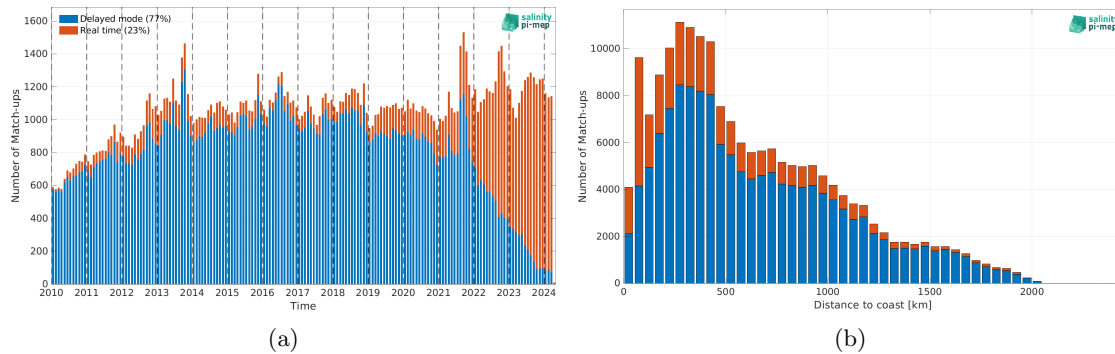 Delayed mode (77%)
Real time (23%)
salinity
pi-mep
Number of Match-ups
1600
1400
1200
1000
800
600
400
200
0
2010 2011 2012 2013 2014 2015 2016 2017 2018 2019 2020 2021 2022 2023 2024
Time
(a)
salinity
pi-mep
Number of Match-ups
10000
8000
6000
4000
2000
0
0 500 1000 1500 2000
Distance to coast [km]
(b)